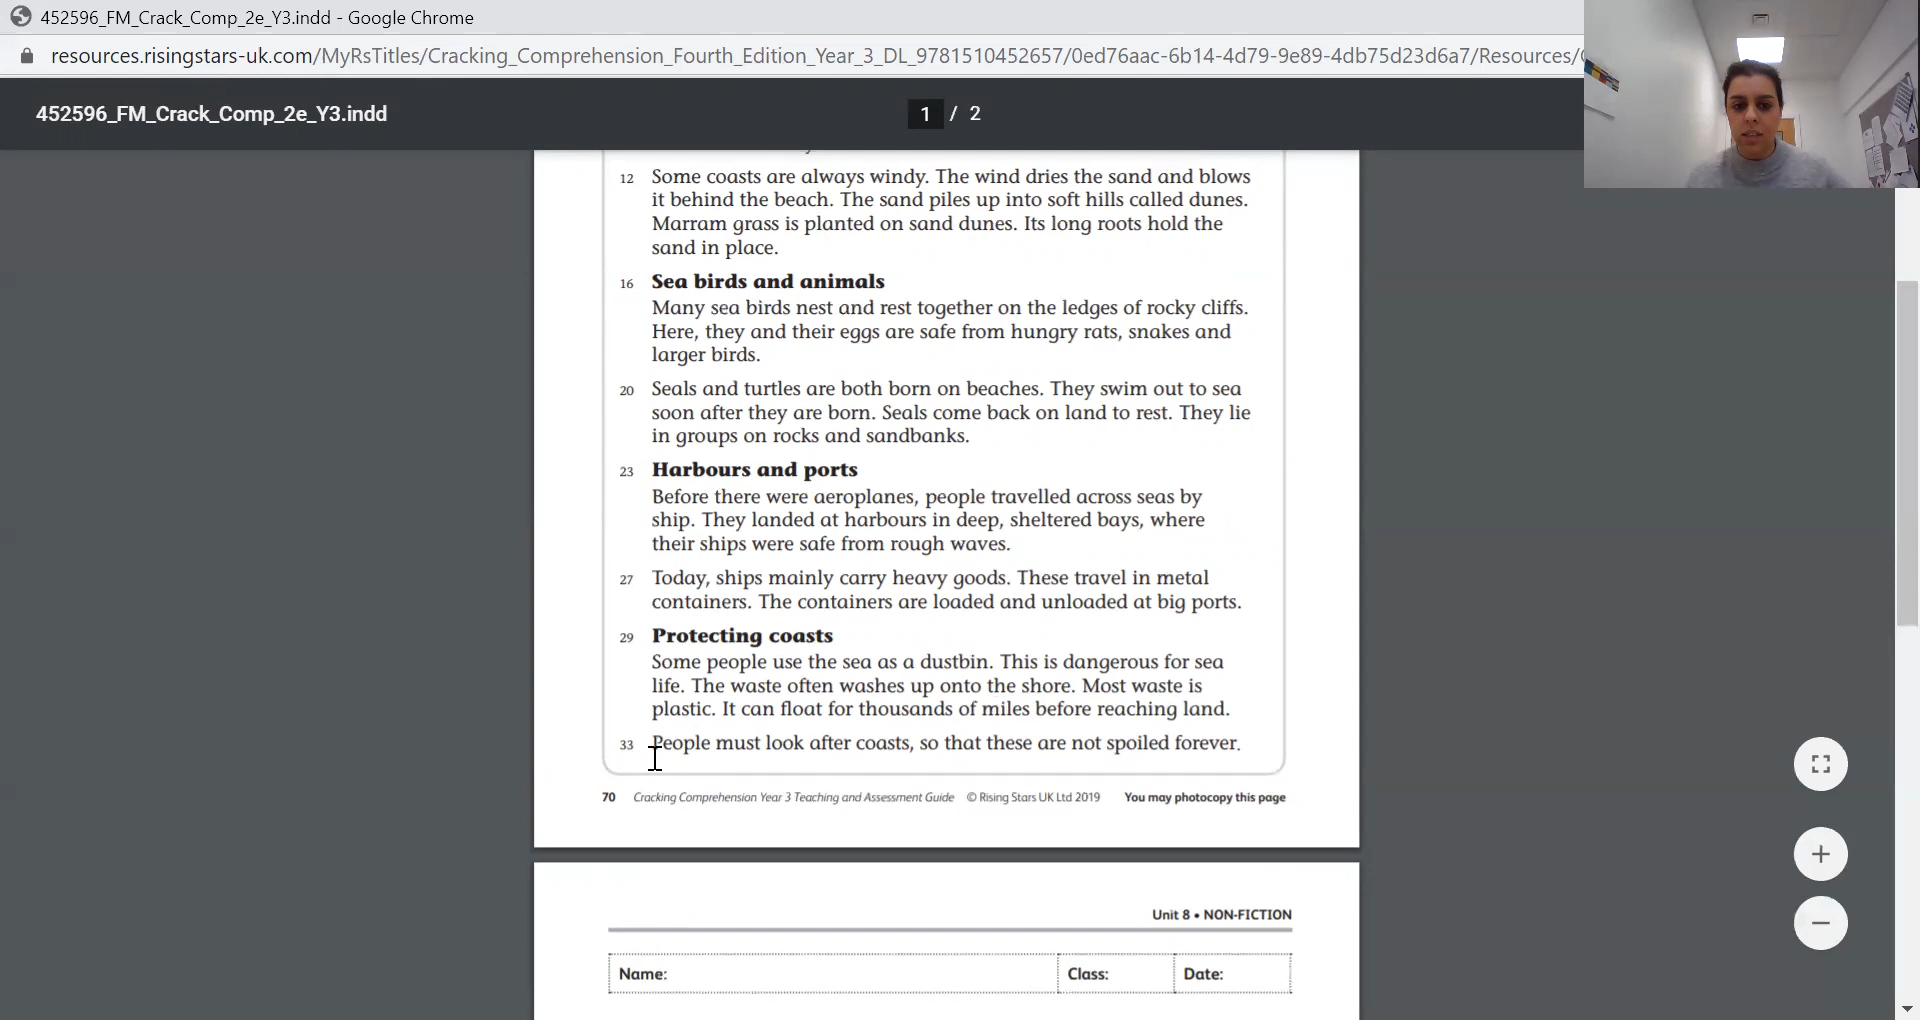 452596_FM_Crack_Comp_2e_Y3.indd - Google Chrome
resources.risingstars-uk.com/MyRsTitles/Cracking_Comprehension_Fourth_Edition_Year_3_DL_9781510452657/0ed76aac-6b14-4d79-9e89-4db75d23d6a7/Resources/
452596_FM_Crack_Comp_2e_Y3.indd
1 / 2
12 Some coasts are always windy. The wind dries the sand and blows
it behind the beach. The sand piles up into soft hills called dunes.
Marram grass is planted on sand dunes. Its long roots hold the
sand in place.
16 Sea birds and animals
Many sea birds nest and rest together on the ledges of rocky cliffs.
Here, they and their eggs are safe from hungry rats, snakes and
larger birds.
20 Seals and turtles are both born on beaches. They swim out to sea
soon after they are born. Seals come back on land to rest. They lie
in groups on rocks and sandbanks.
23 Harbours and ports
Before there were aeroplanes, people travelled across seas by
ship. They landed at harbours in deep, sheltered bays, where
their ships were safe from rough waves.
27 Today, ships mainly carry heavy goods. These travel in metal
containers. The containers are loaded and unloaded at big ports.
29 Protecting coasts
Some people use the sea as a dustbin. This is dangerous for sea
life. The waste often washes up onto the shore. Most waste is
plastic. It can float for thousands of miles before reaching land.
33 People must look after coasts, so that these are not spoiled forever.
70 Cracking Comprehension Year 3 Teaching and Assessment Guide © Rising Stars UK Ltd 2019 You may photocopy this page
Unit 8 • NON-FICTION
Name: Class: Date: